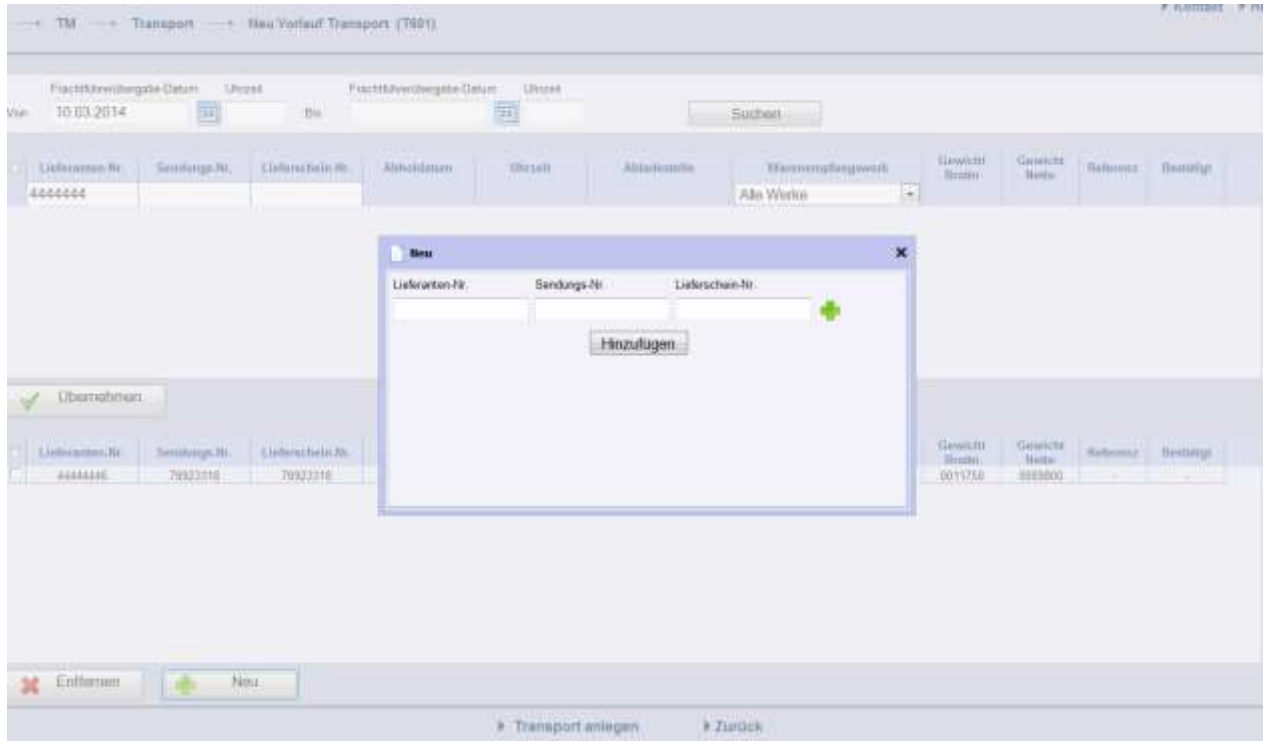 TM Transport Neu Vorlauf Transport (T601)
Kontakt
Frachtführerübergabe-Datum Uhrzeit Frachtführerübergabe-Datum Uhrzeit
Von 10.03.2014 Bis Suchen
Lieferanten-Nr. Sendungs-Nr. Lieferschein-Nr. Abholdatum Uhrzeit Abladestelle Warenempfangswerk Gewicht Brutto Gewicht Netto Referenz Bestätigt
4444444 Alle Werke
Neu
Lieferanten-Nr. Sendungs-Nr. Lieferschein-Nr.
Hinzufügen
Übernehmen
Lieferanten-Nr. Sendungs-Nr. Lieferschein-Nr. Gewicht Brutto Gewicht Netto Referenz Bestätigt
79923316 79923316 0011750 - -
Entfernen Neu
Transport anlegen Zurück